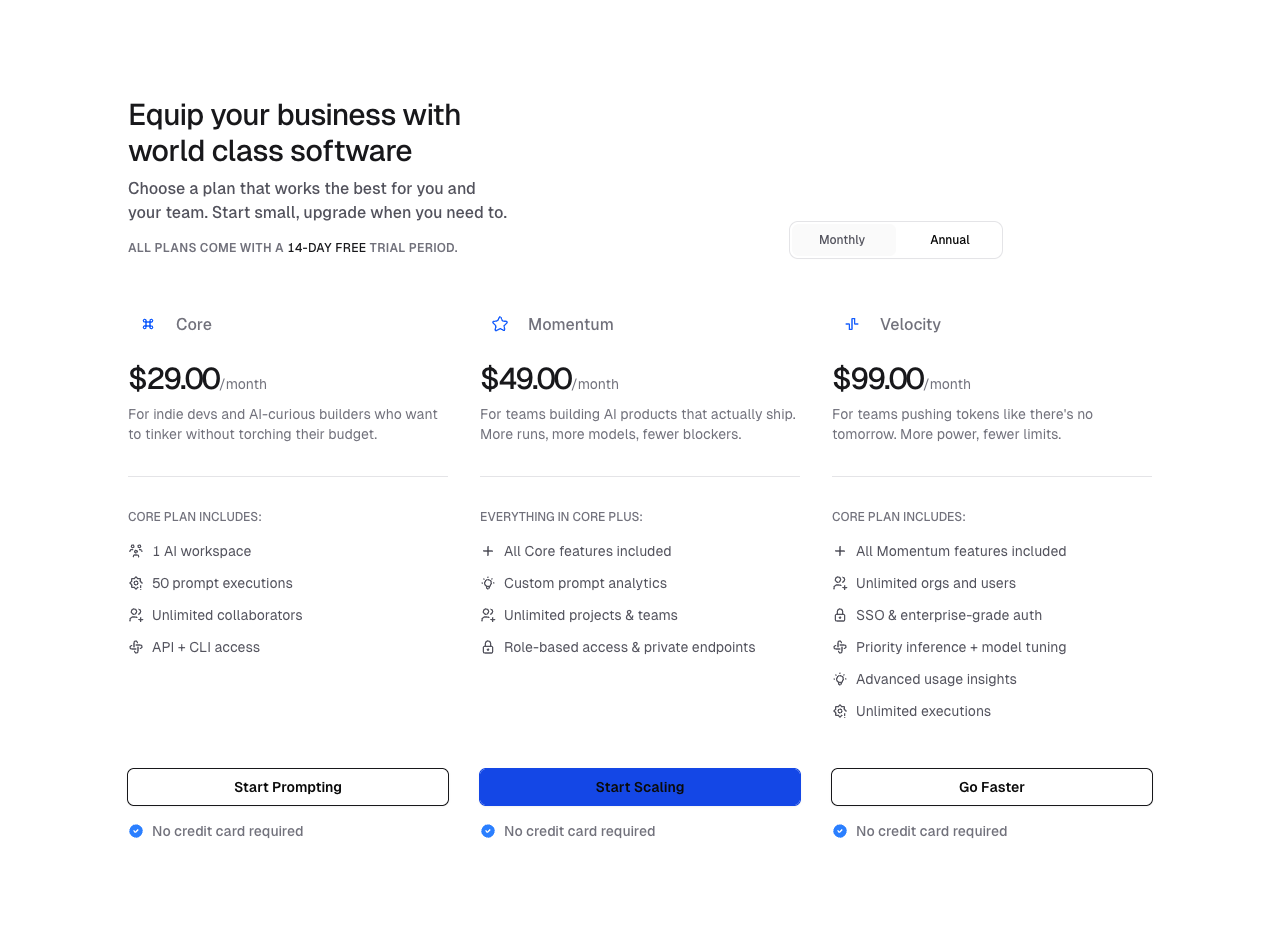 Equip your business with
world class software
Choose a plan that works the best for you and
your team. Start small, upgrade when you need to.
ALL PLANS COME WITH A 14-DAY FREE TRIAL PERIOD.
Monthly
Annual
Core
$29.00/month
For indie devs and AI-curious builders who want
to tinker without torching their budget.
CORE PLAN INCLUDES:
1 AI workspace
50 prompt executions
Unlimited collaborators
API + CLI access
Start Prompting
No credit card required
Momentum
$49.00/month
For teams building AI products that actually ship.
More runs, more models, fewer blockers.
EVERYTHING IN CORE PLUS:
All Core features included
Custom prompt analytics
Unlimited projects & teams
Role-based access & private endpoints
Start Scaling
No credit card required
Velocity
$99.00/month
For teams pushing tokens like there's no
tomorrow. More power, fewer limits.
CORE PLAN INCLUDES:
All Momentum features included
Unlimited orgs and users
SSO & enterprise-grade auth
Priority inference + model tuning
Advanced usage insights
Unlimited executions
Go Faster
No credit card required